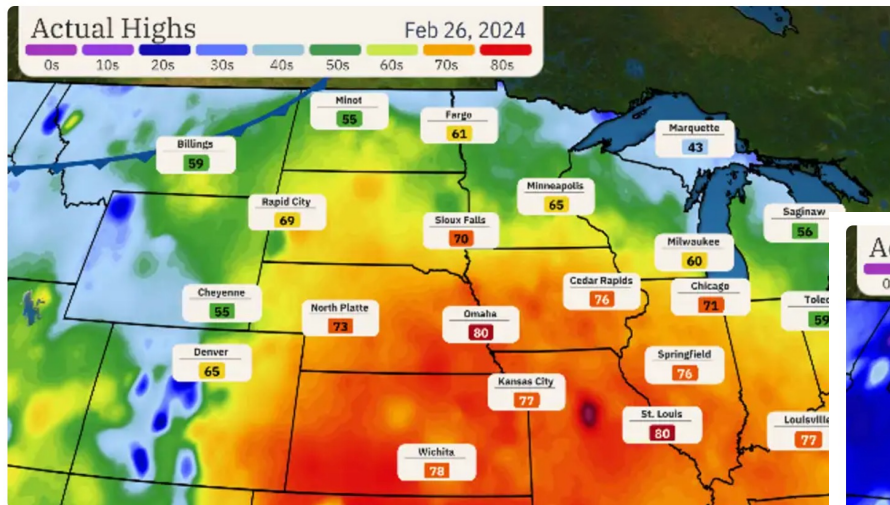 Actual Highs
Feb 26, 2024
0s 10s 20s 30s 40s 50s 60s 70s 80s
Minot
55
Fargo
61
Marquette
43
Billings
59
Minneapolis
65
Rapid City
69
Saginaw
56
Sioux Falls
70
Milwaukee
60
Cheyenne
55
North Platte
73
Omaha
80
Cedar Rapids
76
Chicago
71
Toled
59
Denver
65
Springfield
76
Kansas City
77
St. Louis
80
Louisville
77
Wichita
78